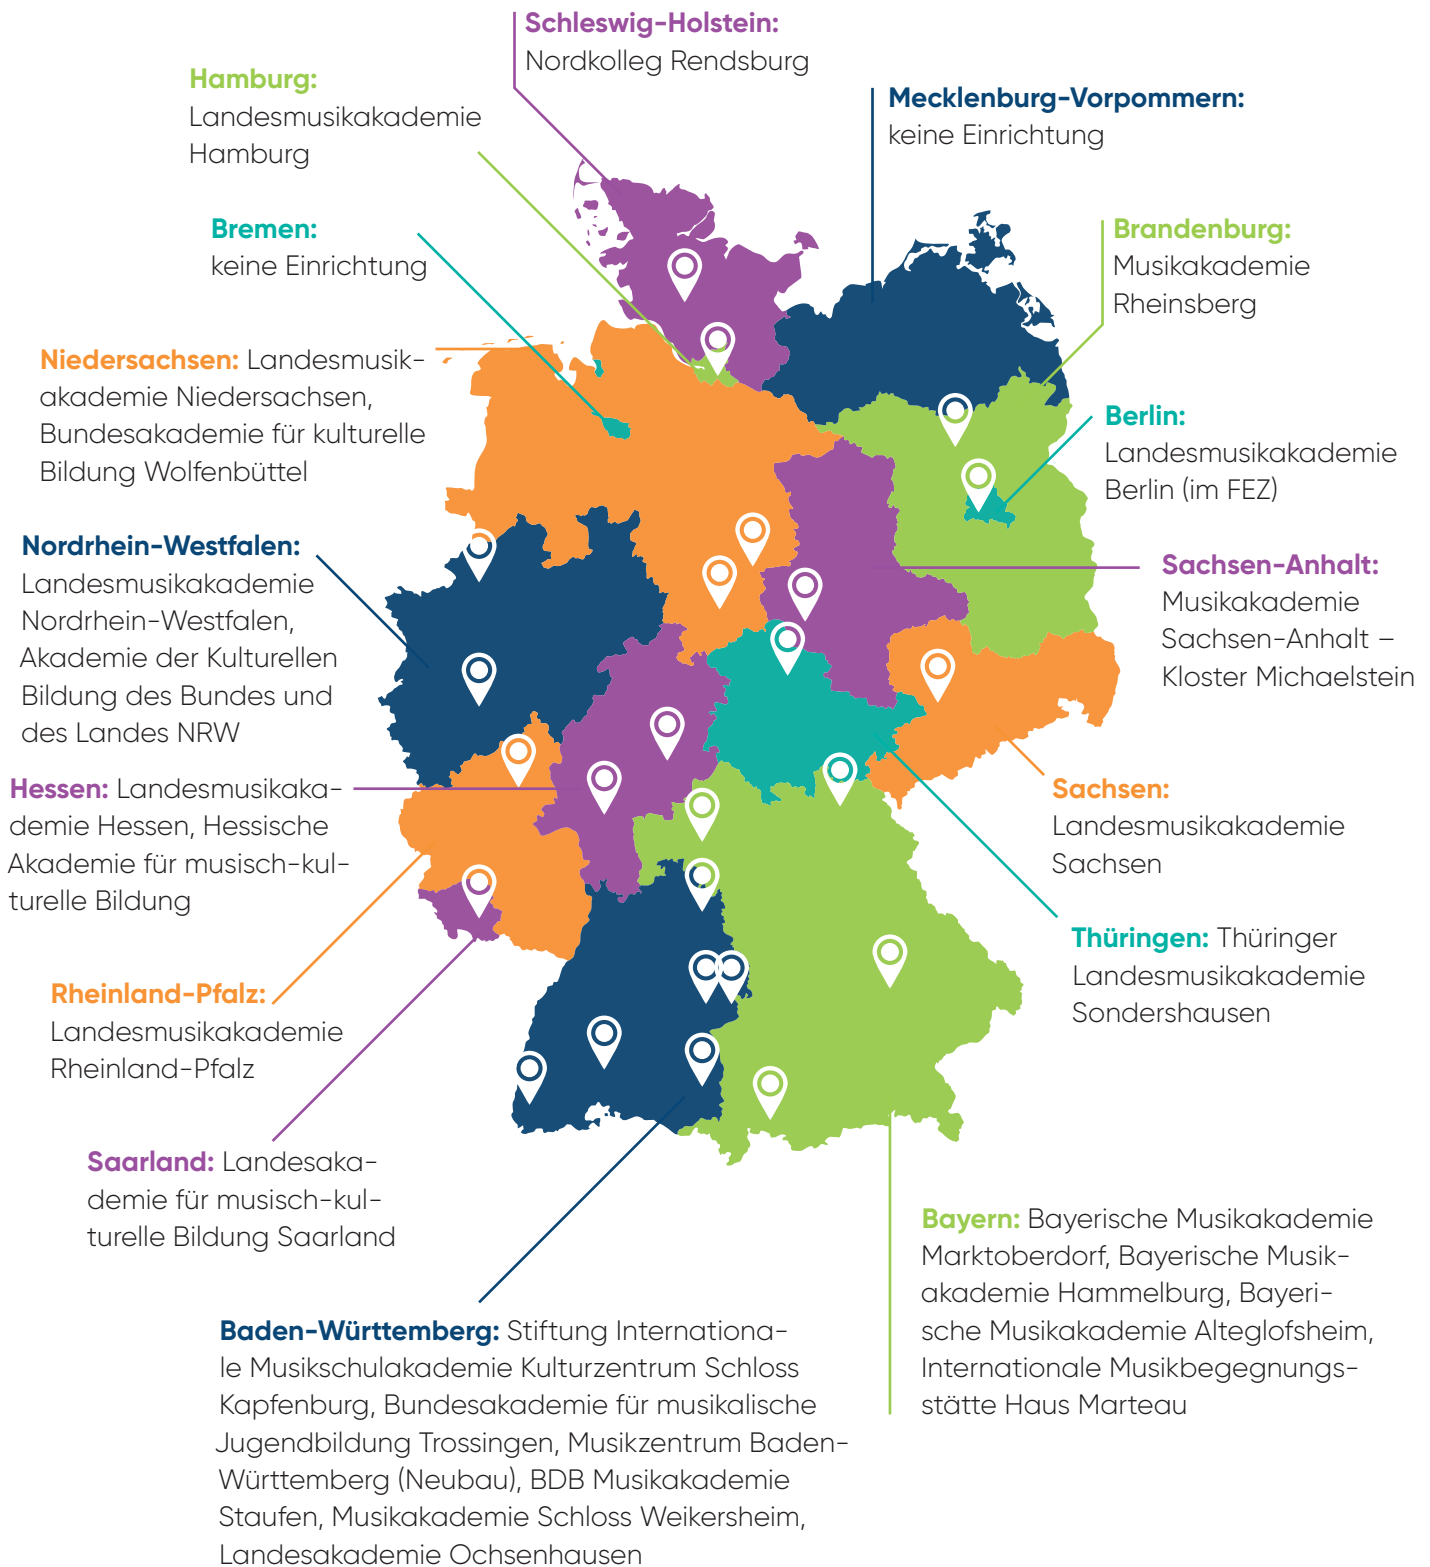 Schleswig-Holstein:
Nordkolleg Rendsburg
Hamburg:
Landesmusikakademie
Hamburg
Mecklenburg-Vorpommern:
keine Einrichtung
Bremen:
keine Einrichtung
Brandenburg:
Musikakademie
Rheinsberg
Niedersachsen: Landesmusik-
akademie Niedersachsen,
Bundesakademie für kulturelle
Bildung Wolfenbüttel
Berlin:
Landesmusikakademie
Berlin (im FEZ)
Nordrhein-Westfalen:
Landesmusikakademie
Nordrhein-Westfalen,
Akademie der Kulturellen
Bildung des Bundes und
des Landes NRW
Sachsen-Anhalt:
Musikakademie
Sachsen-Anhalt –
Kloster Michaelstein
Hessen: Landesmusikaka-
demie Hessen, Hessische
Akademie für musisch-kul-
turelle Bildung
Sachsen:
Landesmusikakademie
Sachsen
Thüringen: Thüringer
Landesmusikakademie
Sondershausen
Rheinland-Pfalz:
Landesmusikakademie
Rheinland-Pfalz
Saarland: Landesaka-
demie für musisch-kul-
turelle Bildung Saarland
Bayern: Bayerische Musikakademie
Marktoberdorf, Bayerische Musik-
akademie Hammelburg, Bayeri-
sche Musikakademie Alteglofsheim,
Internationale Musikbegegnungs-
stätte Haus Marteau
Baden-Württemberg: Stiftung Internationa-
le Musikschulakademie Kulturzentrum Schloss
Kapfenburg, Bundesakademie für musikalische
Jugendbildung Trossingen, Musikzentrum Baden-
Württemberg (Neubau), BDB Musikakademie
Staufen, Musikakademie Schloss Weikersheim,
Landesakademie Ochsenhausen